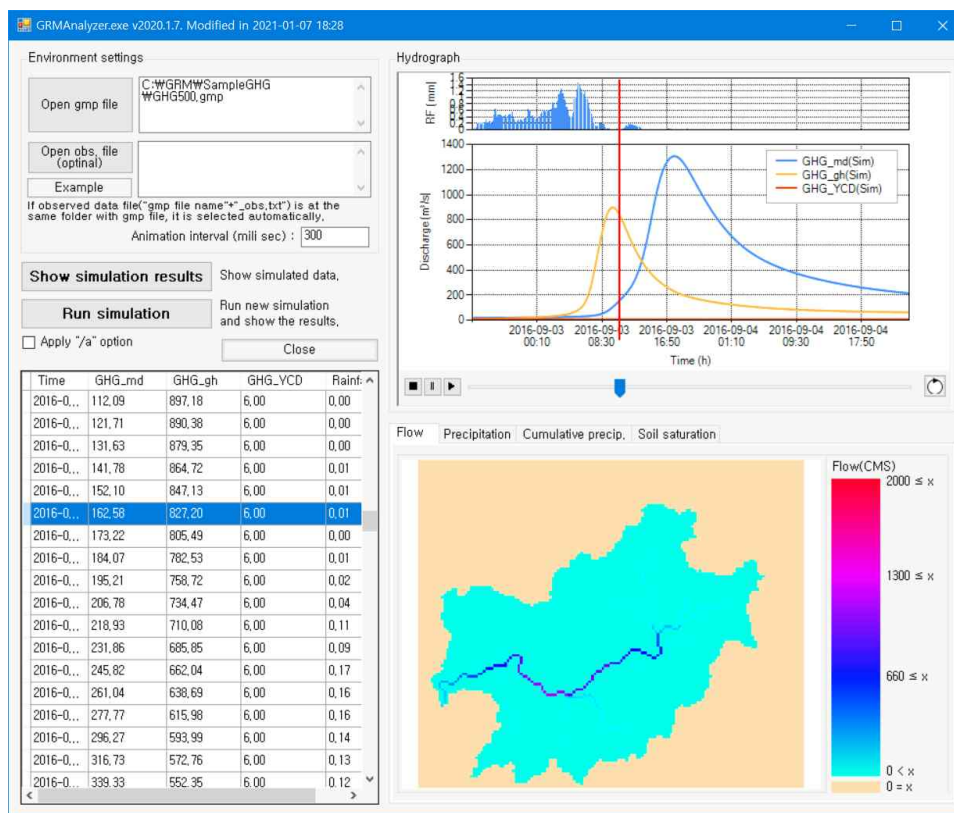 GRMAnalyzer.exe v2020.1.7. Modified in 2021-01-07 18:28
Environment settings
Open gmp file
C:₩GRM₩SampleGHG
₩GHG500.gmp
Open obs. file
(optinal)
Example
If observed data file("gmp file name"+"_obs.txt") is at the
same folder with gmp file, it is selected automatically.
Animation interval (mili sec) : 300
Show simulation results
Show simulated data.
Run simulation
Run new simulation
and show the results.
Apply "/a" option
Close
Time GHG_md GHG_gh GHG_YCD Rainf
2016-0... 112,09 897,18 6,00 0,00
2016-0... 121,71 890,38 6,00 0,00
2016-0... 131,63 879,35 6,00 0,00
2016-0... 141,78 864,72 6,00 0,01
2016-0... 152,10 847,13 6,00 0,01
2016-0... 162,58 827,20 6,00 0,01
2016-0... 173,22 805,49 6,00 0,00
2016-0... 184,07 782,53 6,00 0,01
2016-0... 195,21 758,72 6,00 0,02
2016-0... 206,78 734,47 6,00 0,04
2016-0... 218,93 710,08 6,00 0,11
2016-0... 231,86 685,85 6,00 0,09
2016-0... 245,82 662,04 6,00 0,17
2016-0... 261,04 638,69 6,00 0,16
2016-0... 277,77 615,98 6,00 0,16
2016-0... 296,27 593,99 6,00 0,14
2016-0... 316,73 572,76 6,00 0,13
2016-0... 339,33 552,35 6,00 0,12
Hydrograph
RF [mm]
1.6
0
Discharge [m³/s]
1400
1200
1000
800
600
400
200
0
GHG_md(Sim)
GHG_gh(Sim)
GHG_YCD(Sim)
2016-09-03 2016-09-03 2016-09-03 2016-09-04 2016-09-04 2016-09-04
00:10 08:30 16:50 01:10 09:30 17:50
Time (h)
Flow Precipitation Cumulative precip. Soil saturation
Flow(CMS)
2000 ≤ x
1300 ≤ x
660 ≤ x
0 < x
0 = x